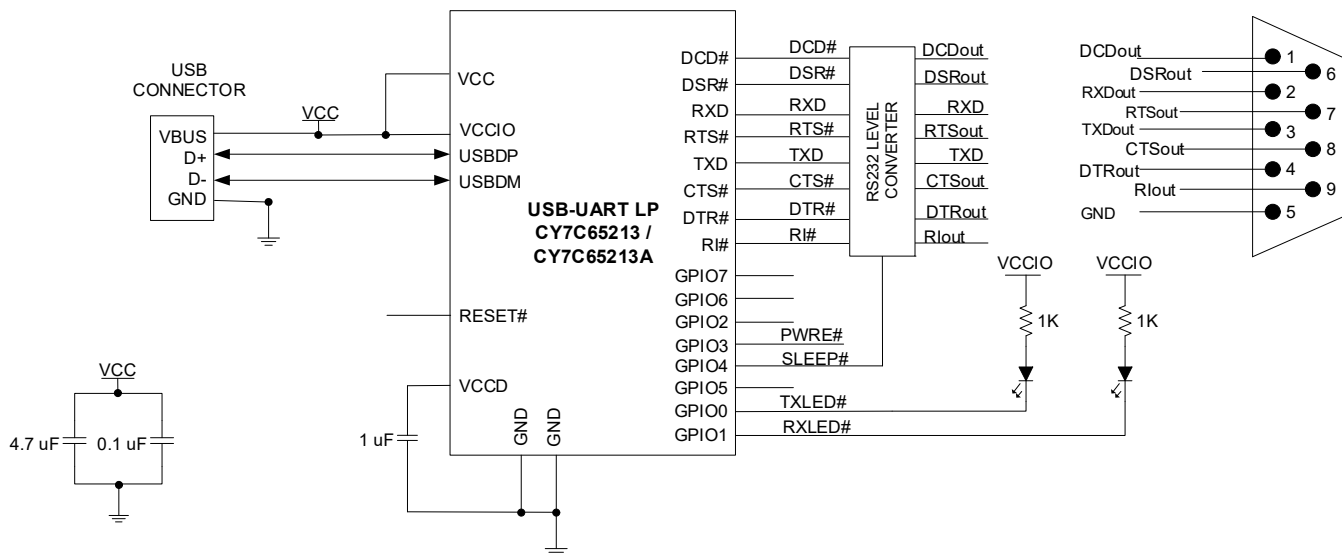 USB
CONNECTOR
VBUS
D+
D-
GND
VCC
VCC
VCCIO
USBDP
USBDM
RESET#
VCCD
GND
GND
USB-UART LP
CY7C65213 /
CY7C65213A
DCD#
DSR#
RXD
RTS#
TXD
CTS#
DTR#
RI#
GPIO7
GPIO6
GPIO2
GPIO3
GPIO4
GPIO5
GPIO0
GPIO1
DCD#
DSR#
RXD
RTS#
TXD
CTS#
DTR#
RI#
PWRE#
SLEEP#
TXLED#
RXLED#
RS232 LEVEL
CONVERTER
DCDout
DSRout
RXD
RTSout
TXD
CTSout
DTRout
RIout
DCDout
DSRout
RXDout
RTSout
TXDout
CTSout
DTRout
RIout
GND
1
6
2
7
3
8
4
9
5
VCCIO
1K
VCCIO
1K
VCC
4.7 uF
0.1 uF
1 uF